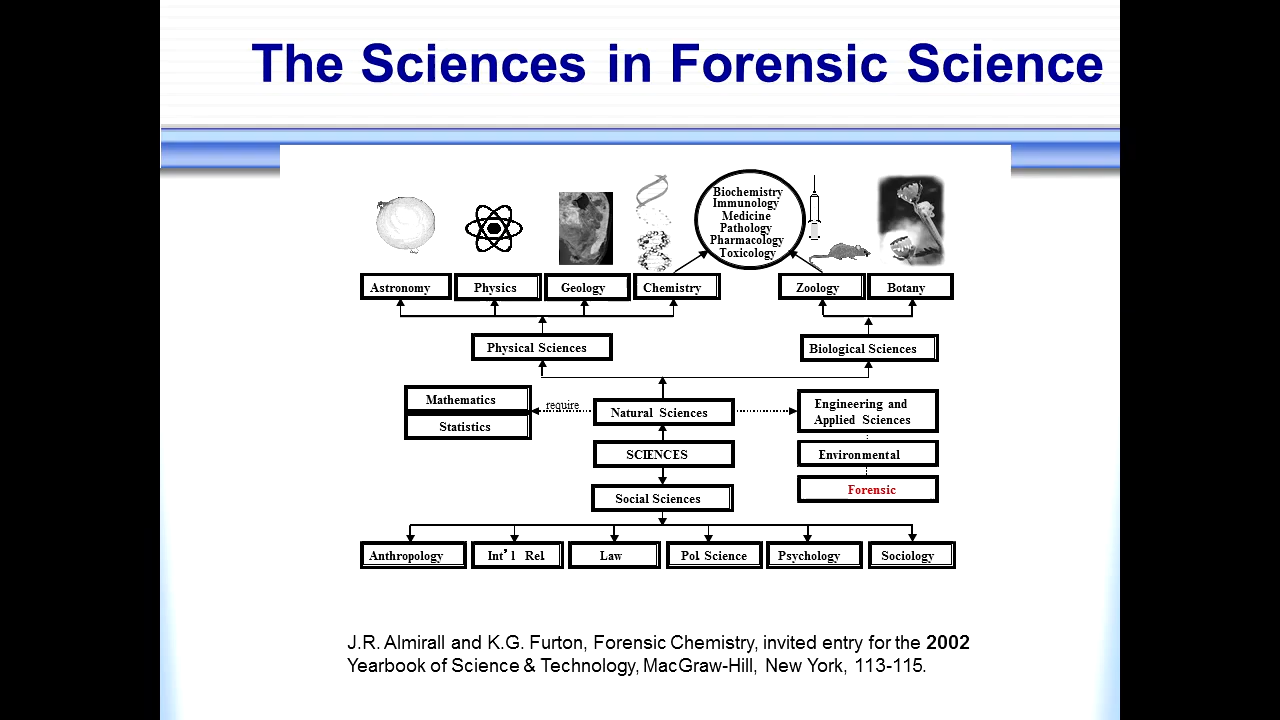 The Sciences in Forensic Science
Biochemistry
Immunology
Medicine
Pathology
Pharmacology
Toxicology
Astronomy
Physics
Geology
Chemistry
Zoology
Botany
Physical Sciences
Biological Sciences
Mathematics
Statistics
require
Natural Sciences
Engineering and
Applied Sciences
SCIENCES
Environmental
Social Sciences
Forensic
Anthropology
Int'l Rel.
Law
Pol. Science
Psychology
Sociology
J.R. Almirall and K.G. Furton, Forensic Chemistry, invited entry for the 2002
Yearbook of Science & Technology, MacGraw-Hill, New York, 113-115.